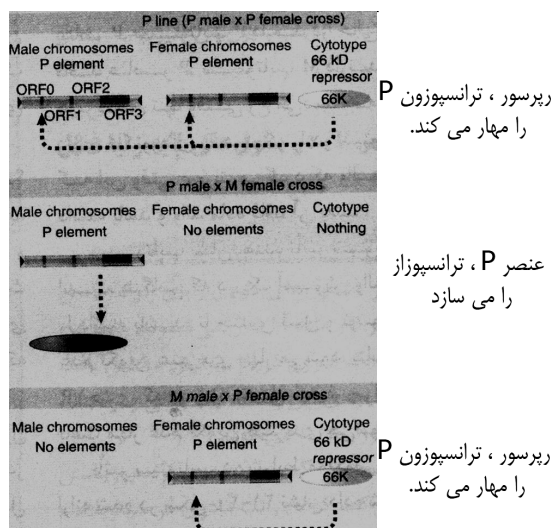 P line (P male x P female cross)
Male chromosomes
P element
Female chromosomes
P element
Cytotype
66 kD
repressor
ORF0
ORF2
ORF1
ORF3
66K
رپرسور ، ترانسپوزون P
را مهار می کند.
P male x M female cross
Male chromosomes
P element
Female chromosomes
No elements
Cytotype
Nothing
عنصر P ، ترانسپوزاز
را می سازد
M male x P female cross
Male chromosomes
No elements
Female chromosomes
P element
Cytotype
66 kD
repressor
66K
رپرسور ، ترانسپوزون P
را مهار می کند.